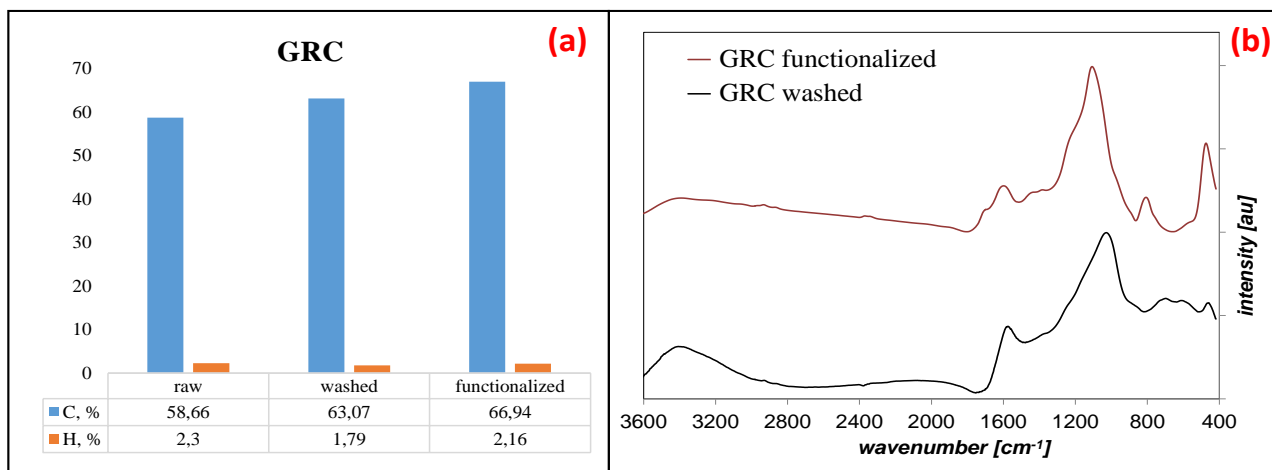 GRC
(a)
70
60
50
40
30
20
10
0
raw washed functionalized
C, % 58,66 63,07 66,94
H, % 2,3 1,79 2,16
(b)
GRC functionalized
GRC washed
intensity [au]
3600 3200 2800 2400 2000 1600 1200 800 400
wavenumber [cm⁻¹]